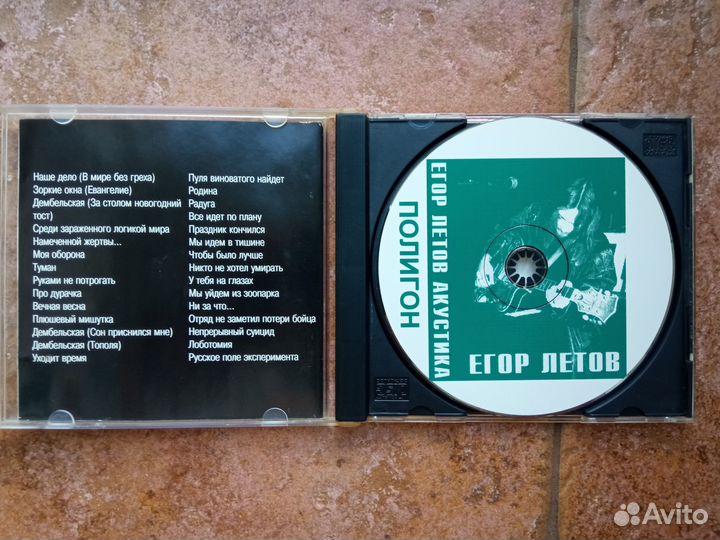 Наше дело (В мире без греха)
Зоркие окна (Евангелие)
Дембельская (За столом новогодний
тост)
Среди зараженного логикой мира
Намеченной жертвы...
Моя оборона
Туман
Руками не потрогать
Про дурачка
Вечная весна
Плюшевый мишутка
Дембельская (Сон приснился мне)
Дембельская (Тополя)
Уходит время
Пуля виноватого найдет
Родина
Радуга
Все идет по плану
Праздник кончился
Мы идем в тишине
Чтобы было лучше
Никто не хотел умирать
У тебя на глазах
Мы уйдем из зоопарка
Ни за что...
Отряд не заметил потери бойца
Непрерывный суицид
Лоботомия
Русское поле эксперимента
ЕГОР ЛЕТОВ АКУСТИКА
ПОЛИГОН
ЕГОР ЛЕТОВ
Avito